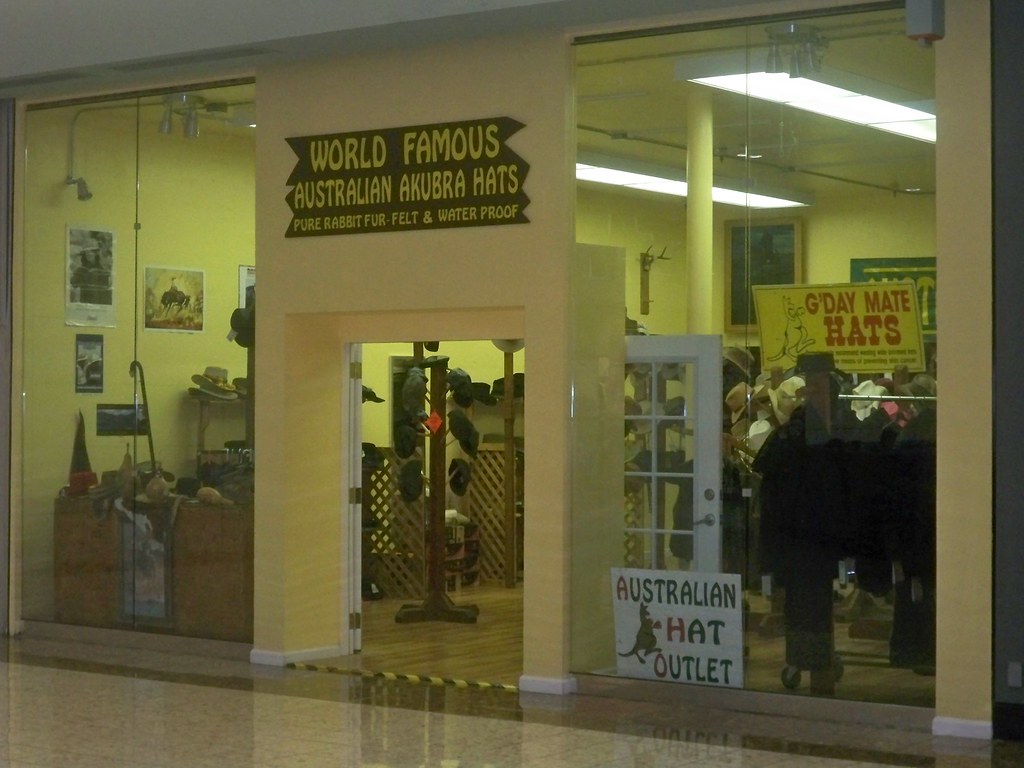 WORLD FAMOUS
AUSTRALIAN AKUBRA HATS
PURE RABBIT FUR-FELT & WATER PROOF
G'DAY MATE
HATS
AUSTRALIAN
HAT
OUTLET